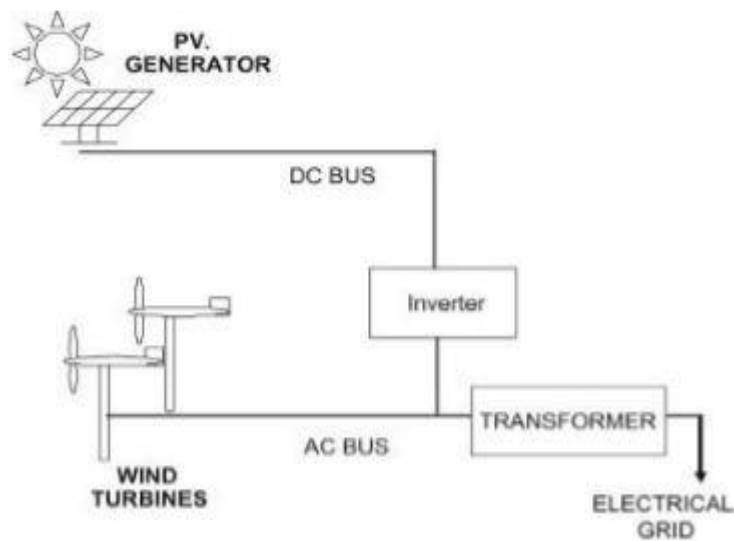 PV.
GENERATOR
DC BUS
Inverter
TRANSFORMER
AC BUS
WIND
TURBINES
ELECTRICAL
GRID